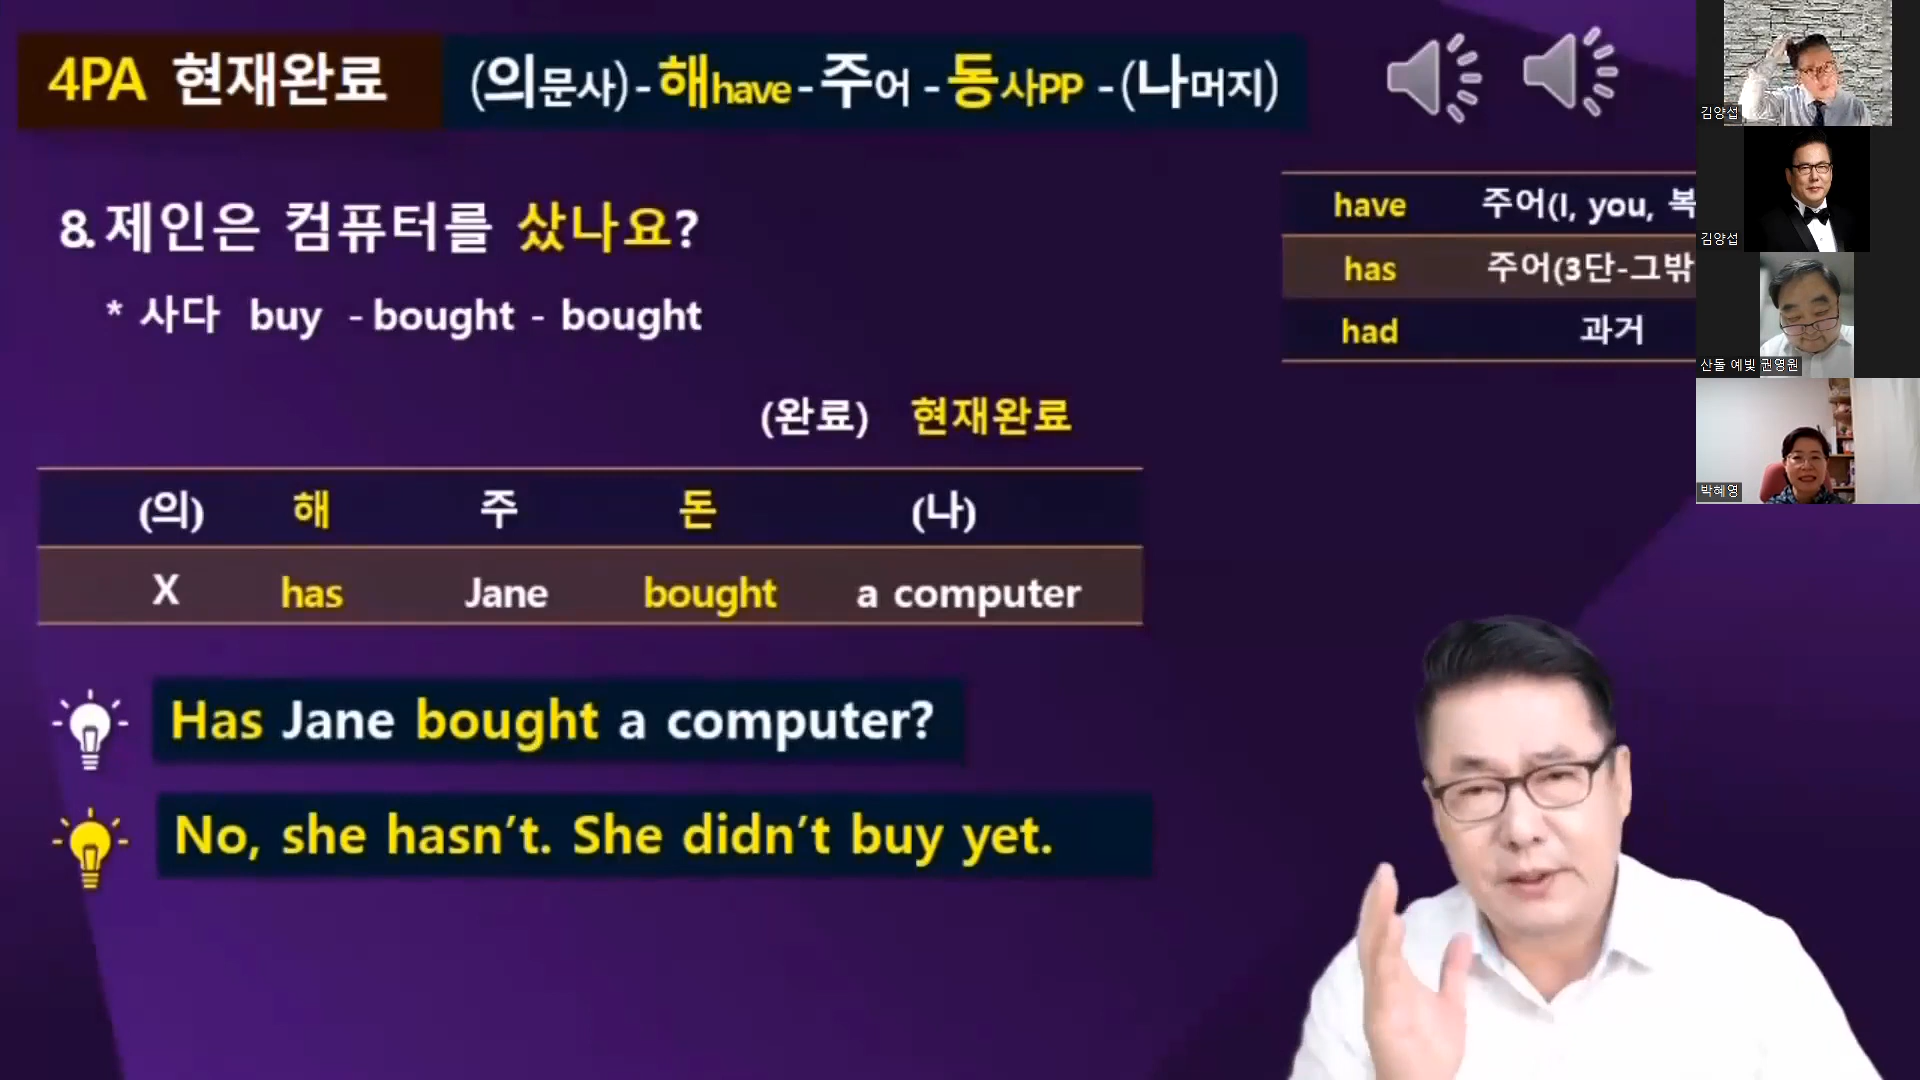 4PA 현재완료 (의문사) - 해have - 주어 - 동사PP - (나머지)
8. 제인은 컴퓨터를 샀나요?
* 사다 buy - bought - bought
have 주어(I, you, 복
has 주어(3단-그밖
had 과거
(완료) 현재완료
(의) 해 주 돈 (나)
X has Jane bought a computer
Has Jane bought a computer?
No, she hasn't. She didn't buy yet.
김양섭
김양섭
산돌 예빛 권영원
박혜영